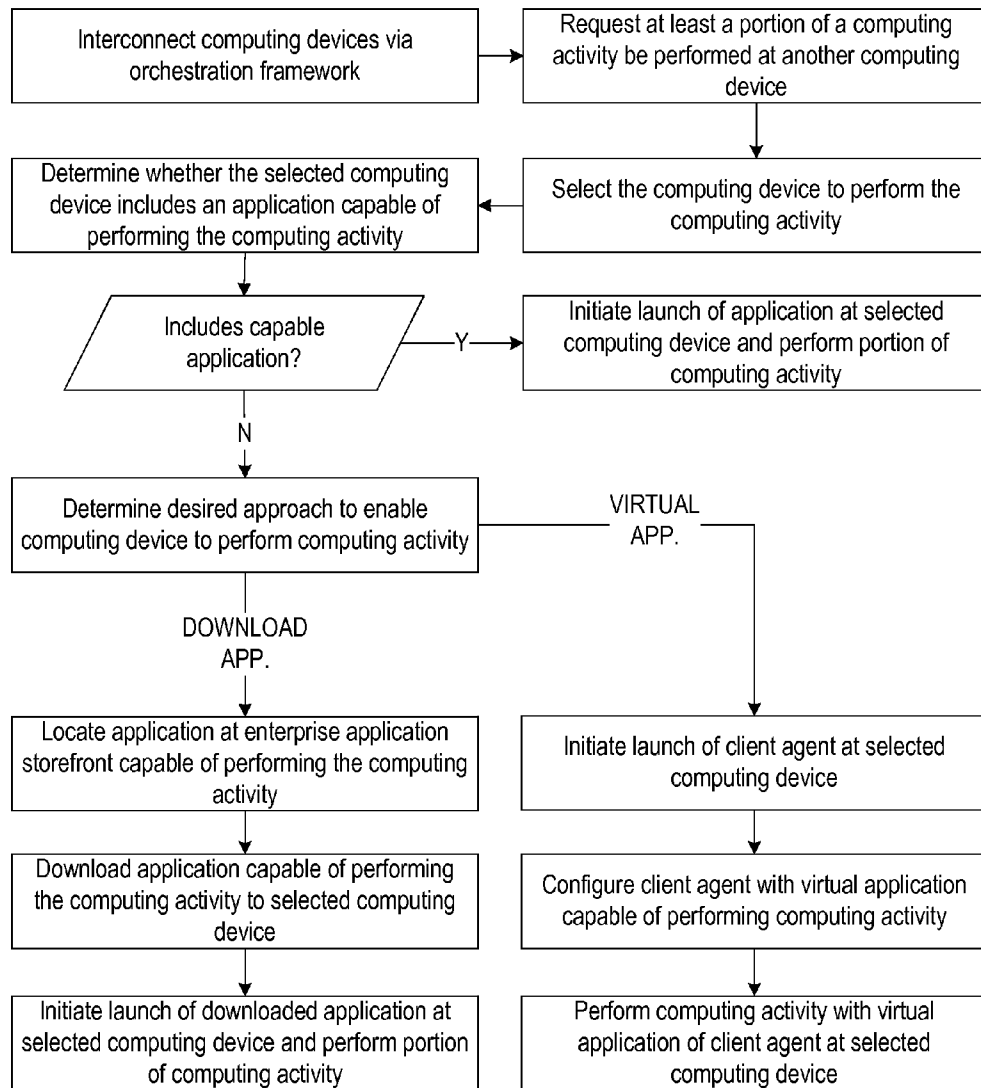 Interconnect computing devices via
orchestration framework
Request at least a portion of a computing
activity be performed at another computing
device
Select the computing device to perform the
computing activity
Determine whether the selected computing
device includes an application capable of
performing the computing activity
Includes capable
application?
Y
Initiate launch of application at selected
computing device and perform portion of
computing activity
N
Determine desired approach to enable
computing device to perform computing activity
VIRTUAL
APP.
DOWNLOAD
APP.
Locate application at enterprise application
storefront capable of performing the computing
activity
Download application capable of performing
the computing activity to selected computing
device
Initiate launch of downloaded application at
selected computing device and perform portion
of computing activity
Initiate launch of client agent at selected
computing device
Configure client agent with virtual application
capable of performing computing activity
Perform computing activity with virtual
application of client agent at selected
computing device